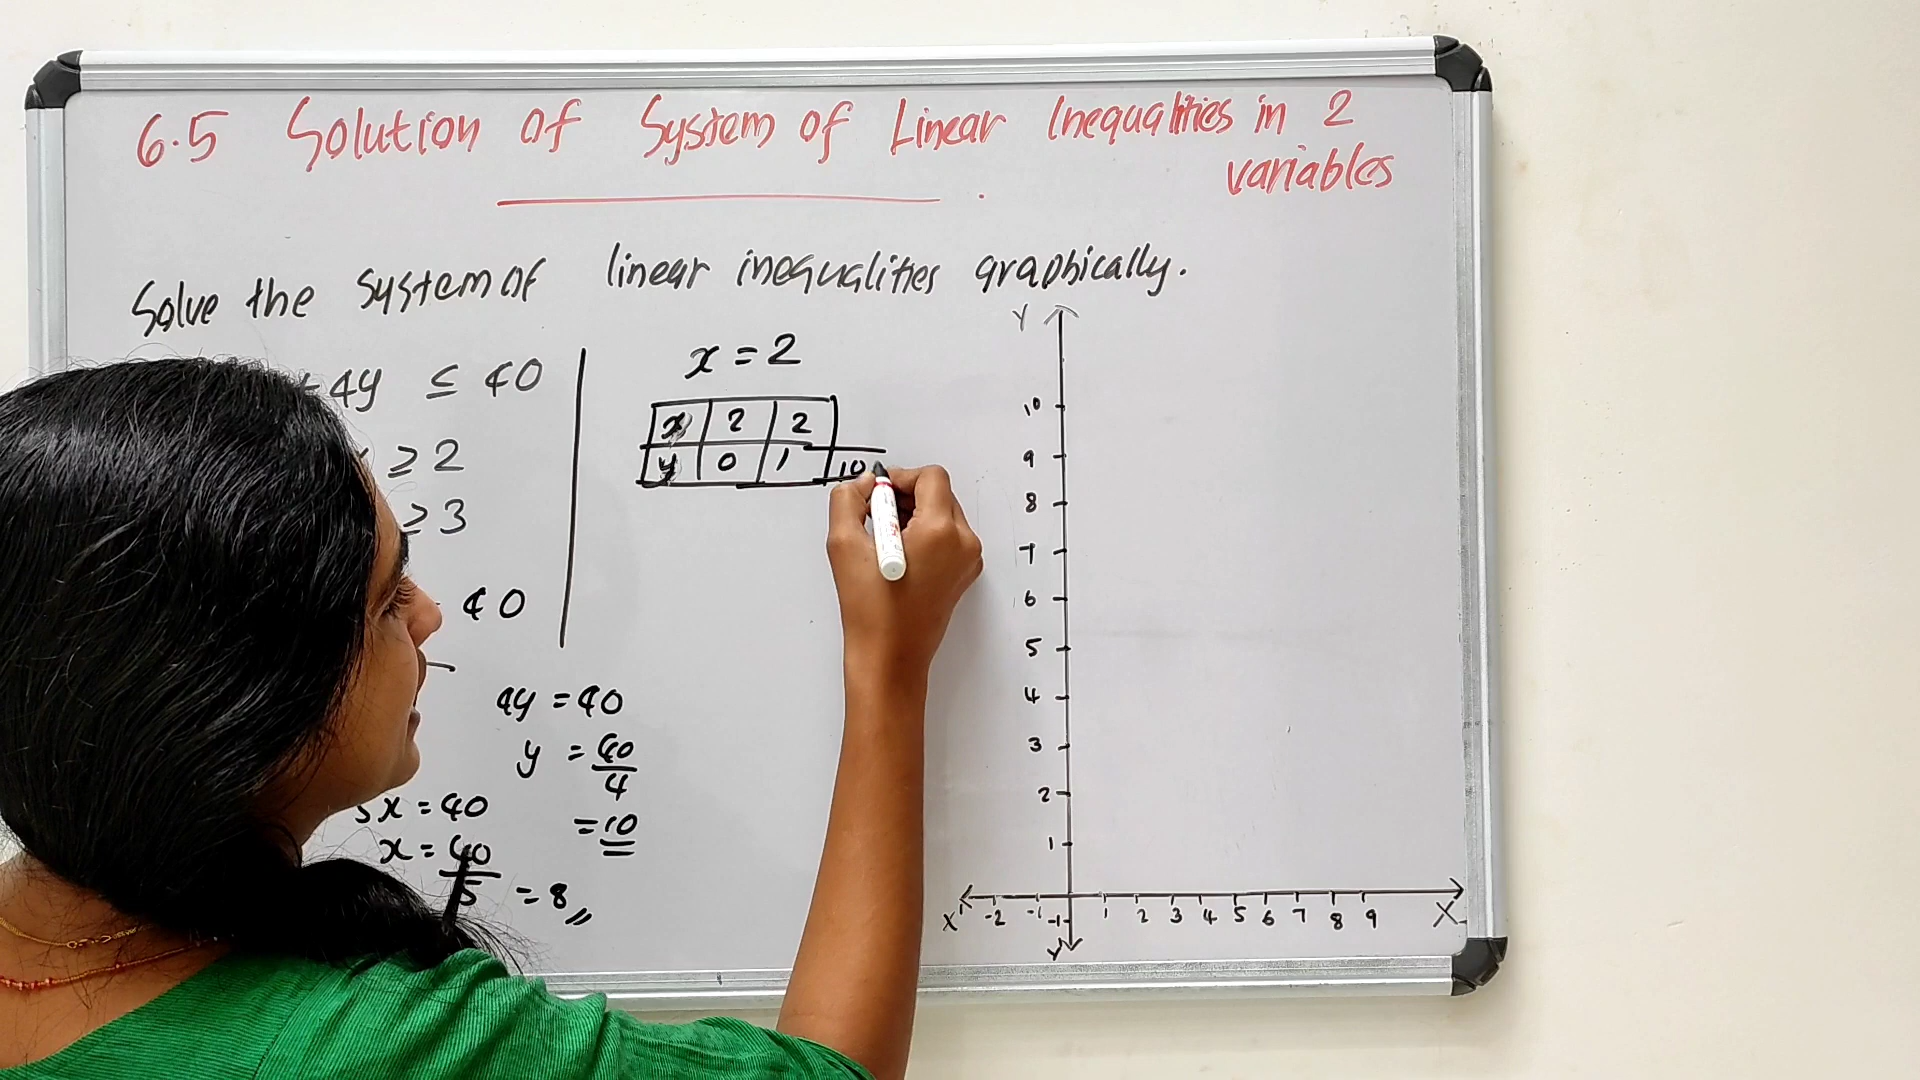 6.5 Solution of System of Linear Inequalities in 2
variables
Solve the system of linear inequalities graphically.
+ 4y ≤ 40
≥ 2
≥ 3
40
4y = 40
y = 40/4
= 10
5x = 40
x = 40/5 = 8
x = 2
x 2 2
y 0 1 10
Y
10
9
8
7
6
5
4
3
2
1
X' -2 -1 1 2 3 4 5 6 7 8 9 X
-1
Y'